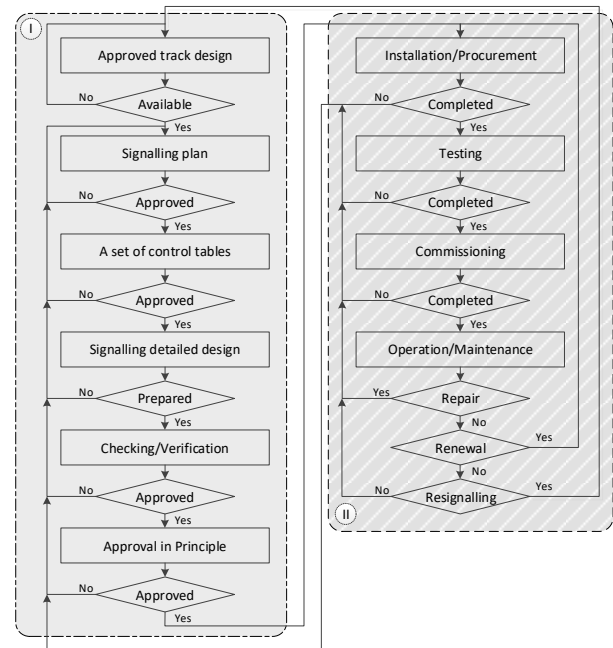 I
Approved track design
No
Available
Yes
Signalling plan
No
Approved
Yes
A set of control tables
No
Approved
Yes
Signalling detailed design
No
Prepared
Yes
Checking/Verification
No
Approved
Yes
Approval in Principle
No
Approved
Yes
Installation/Procurement
No
Completed
Yes
Testing
No
Completed
Yes
Commissioning
No
Completed
Yes
Operation/Maintenance
Yes
Repair
No
Renewal
Yes
No
No
Resignalling
Yes
II